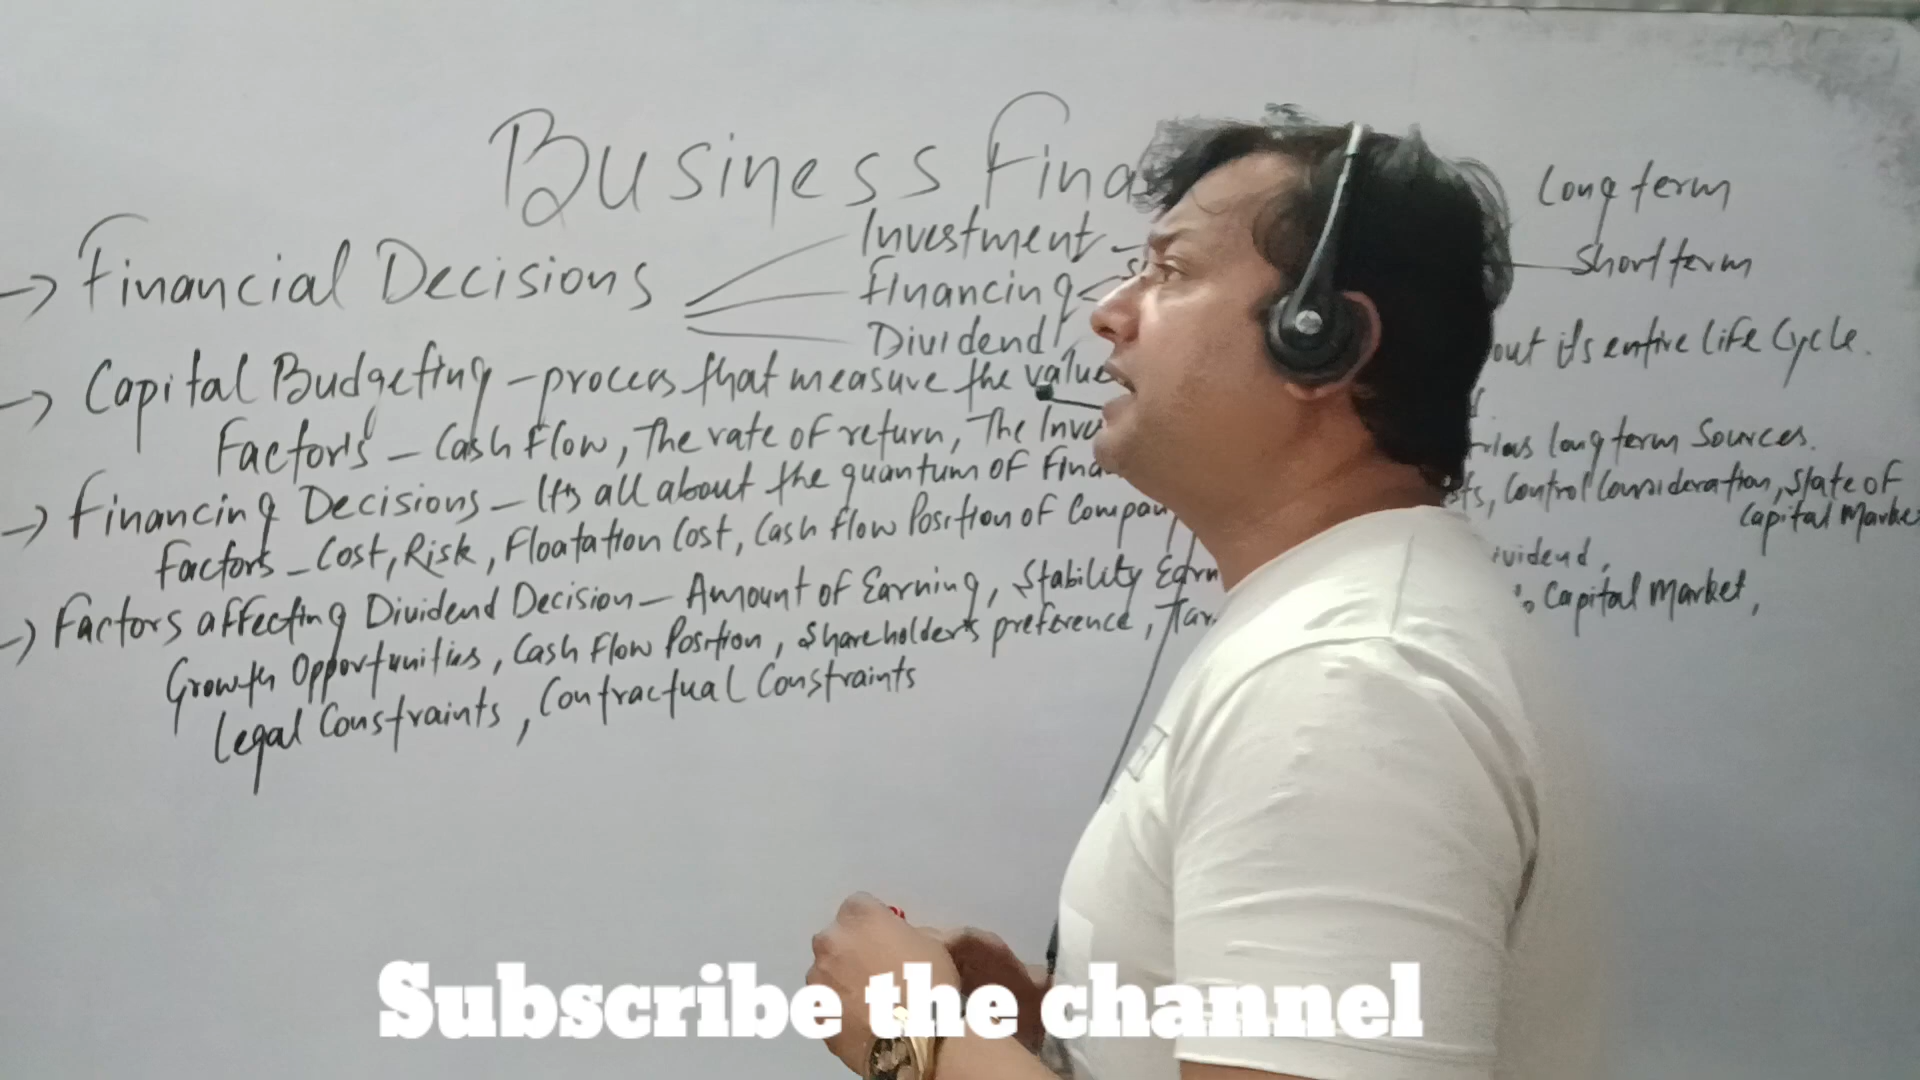 Business Fina
Long term
Investment
-> Financial Decisions
Financing
Short term
Dividend
-> Capital Budgeting - process that measure the value out its entire life Cycle.
Factors - Cash Flow, The rate of return, The Inve
-> Financing Decisions - Its all about the quantum of Fina long term Sources.
Factors - Cost, Risk, Floatation Cost, Cash Flow Position of Company Control Consideration, State of
Capital Marke
-> Factors affecting Dividend Decision - Amount of Earning, Stability Earn ividend,
Growth Opportunities, Cash Flow Position, Shareholder's preference, Capital Market,
Legal Constraints, Contractual Constraints
Subscribe the channel